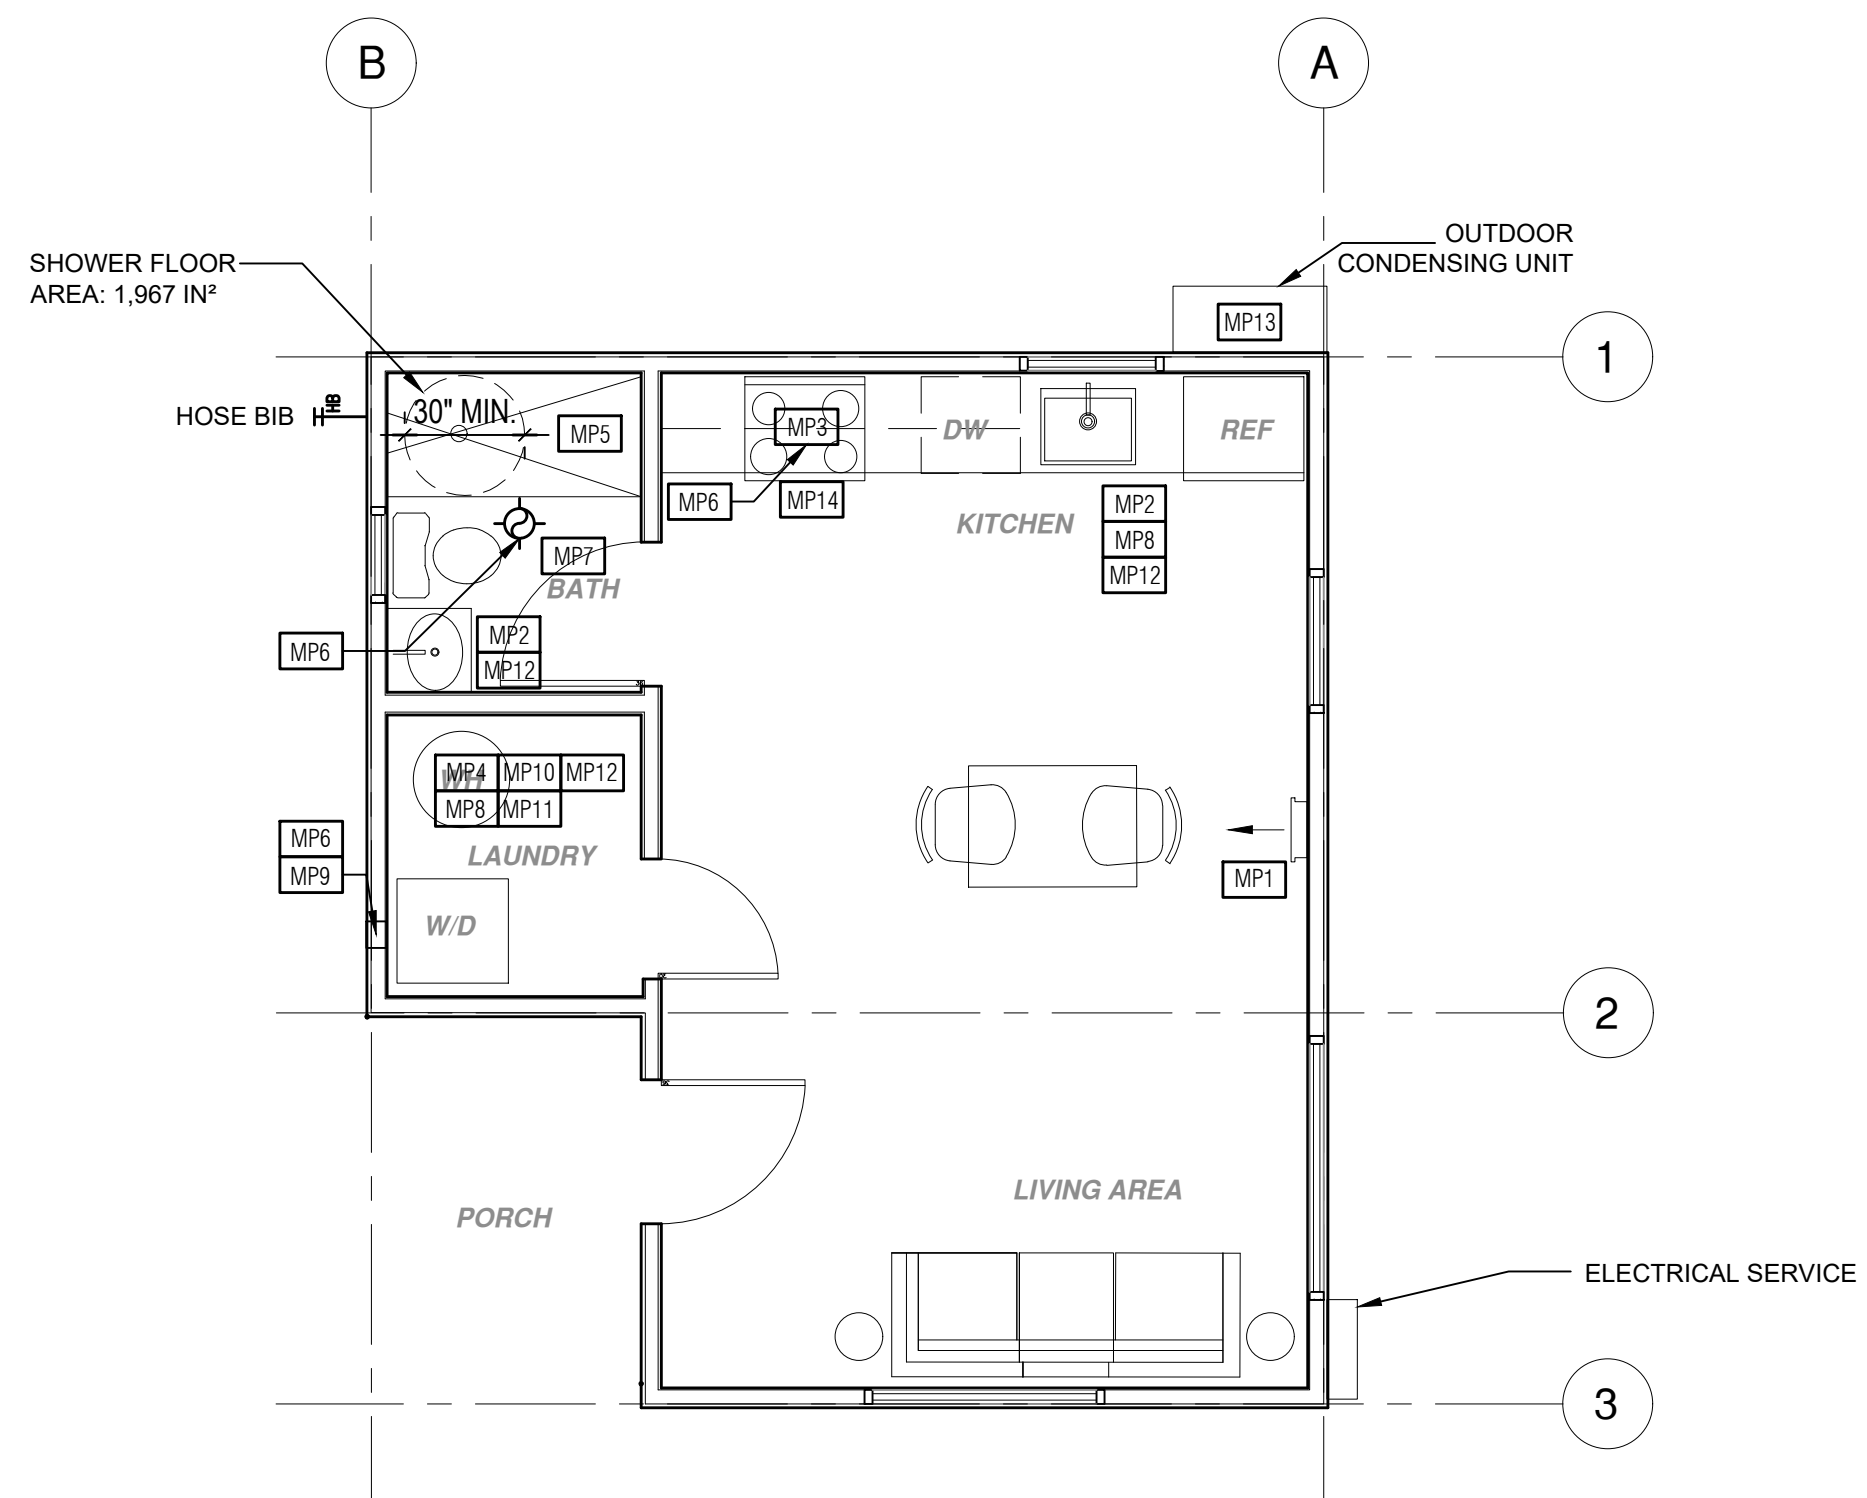 B
A
OUTDOOR
CONDENSING UNIT
SHOWER FLOOR
AREA: 1,967 IN²
MP13
1
HOSE BIB
HB
30" MIN.
MP5
MP3
DW
REF
MP6
MP14
KITCHEN
MP2
MP8
MP12
MP7
BATH
MP6
MP2
MP12
WH
MP4
MP10
MP12
MP8
MP11
LAUNDRY
MP6
MP9
W/D
MP1
2
PORCH
LIVING AREA
ELECTRICAL SERVICE
3